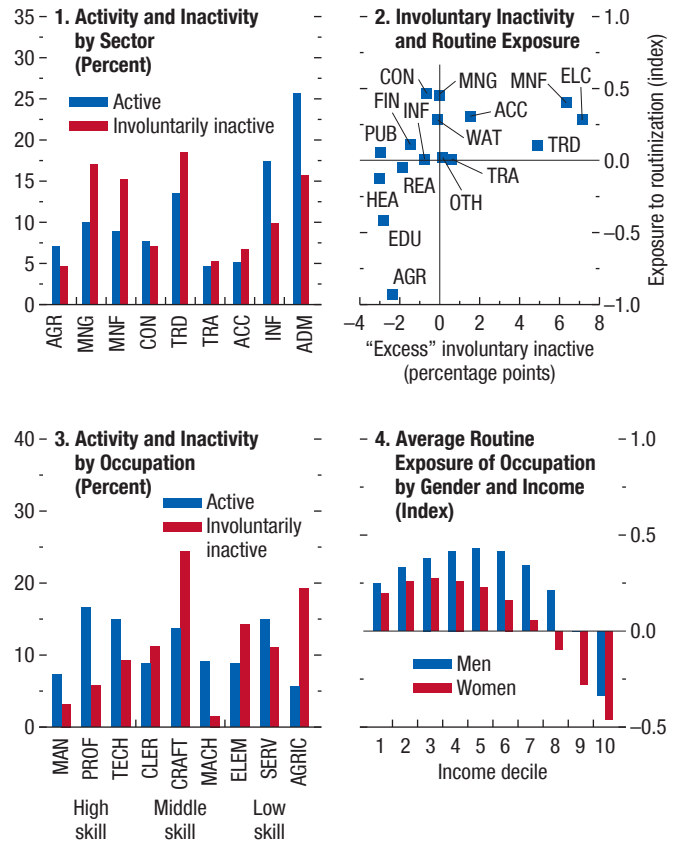 1. Activity and Inactivity
by Sector
(Percent)
Active
Involuntarily inactive
35
30
25
20
15
10
5
0
AGR
MNG
MNF
CON
TRD
TRA
ACC
INF
ADM
2. Involuntary Inactivity
and Routine Exposure
CON
MNG
MNF
ELC
FIN
INF
ACC
PUB
WAT
TRD
HEA
REA
OTH
TRA
EDU
AGR
1.0
0.5
0.0
–0.5
–1.0
Exposure to routinization (index)
–4 –2 0 2 4 6 8
“Excess” involuntary inactive
(percentage points)
3. Activity and Inactivity
by Occupation
(Percent)
Active
Involuntarily
inactive
40
30
25
15
10
0
MAN
PROF
TECH
CLER
CRAFT
MACH
ELEM
SERV
AGRIC
High
skill
Middle
skill
Low
skill
4. Average Routine
Exposure of Occupation
by Gender and Income
(Index)
1.0
0.5
0.0
–0.5
Men
Women
1 2 3 4 5 6 7 8 9 10
Income decile